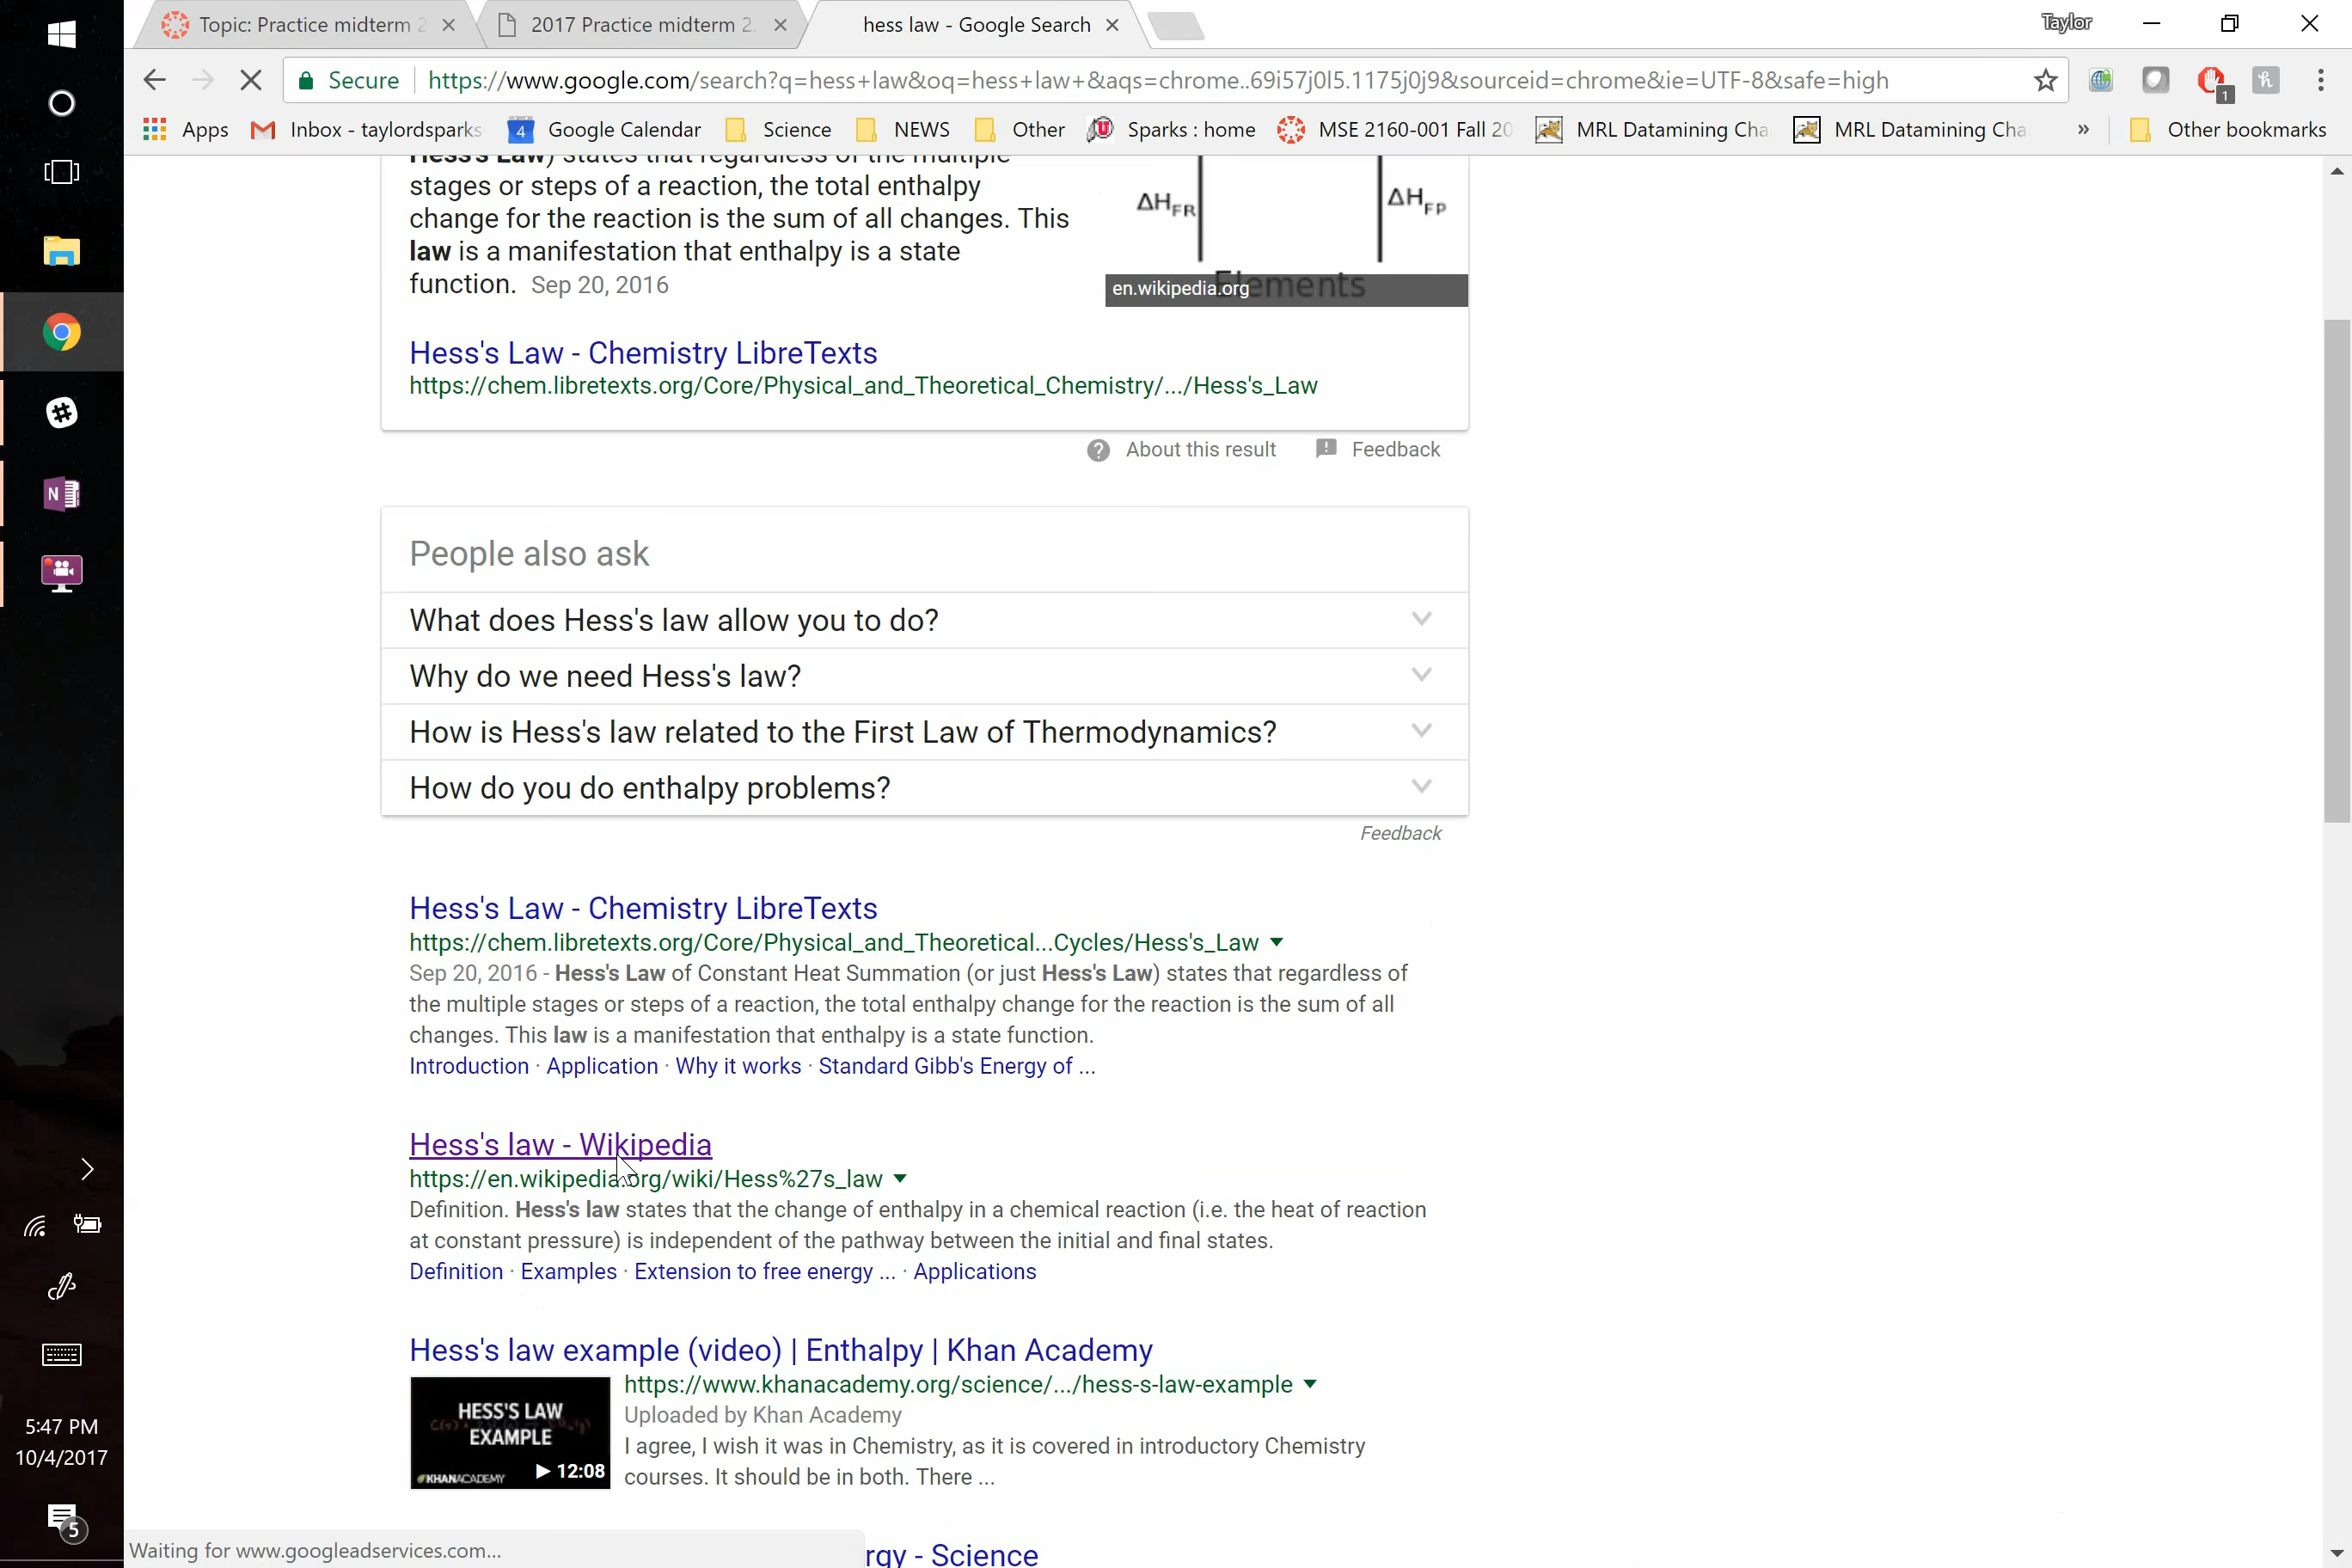 Topic: Practice midterm 2
2017 Practice midterm 2
hess law - Google Search
Taylor
Secure
https://www.google.com/search?q=hess+law&oq=hess+law+&aqs=chrome..69i57j0l5.1175j0j9&sourceid=chrome&ie=UTF-8&safe=high
1
Apps
Inbox - taylordsparks
4
Google Calendar
Science
NEWS
Other
Sparks : home
MSE 2160-001 Fall 20
MRL Datamining Cha
MRL Datamining Cha
»
Other bookmarks
Hess's Law) states that regardless of the multiple
stages or steps of a reaction, the total enthalpy
change for the reaction is the sum of all changes. This
law is a manifestation that enthalpy is a state
function. Sep 20, 2016
ΔHFR
ΔHFP
Elements
en.wikipedia.org
Hess's Law - Chemistry LibreTexts
https://chem.libretexts.org/Core/Physical_and_Theoretical_Chemistry/.../Hess's_Law
About this result
Feedback
People also ask
What does Hess's law allow you to do?
Why do we need Hess's law?
How is Hess's law related to the First Law of Thermodynamics?
How do you do enthalpy problems?
Feedback
Hess's Law - Chemistry LibreTexts
https://chem.libretexts.org/Core/Physical_and_Theoretical...Cycles/Hess's_Law
Sep 20, 2016 - Hess's Law of Constant Heat Summation (or just Hess's Law) states that regardless of
the multiple stages or steps of a reaction, the total enthalpy change for the reaction is the sum of all
changes. This law is a manifestation that enthalpy is a state function.
Introduction · Application · Why it works · Standard Gibb's Energy of ...
Hess's law - Wikipedia
https://en.wikipedia.org/wiki/Hess%27s_law
Definition. Hess's law states that the change of enthalpy in a chemical reaction (i.e. the heat of reaction
at constant pressure) is independent of the pathway between the initial and final states.
Definition · Examples · Extension to free energy ... · Applications
Hess's law example (video) | Enthalpy | Khan Academy
HESS'S LAW
EXAMPLE
KHANACADEMY
12:08
https://www.khanacademy.org/science/.../hess-s-law-example
Uploaded by Khan Academy
I agree, I wish it was in Chemistry, as it is covered in introductory Chemistry
courses. It should be in both. There ...
rgy - Science
Waiting for www.googleadservices.com...
5:47 PM
10/4/2017
5